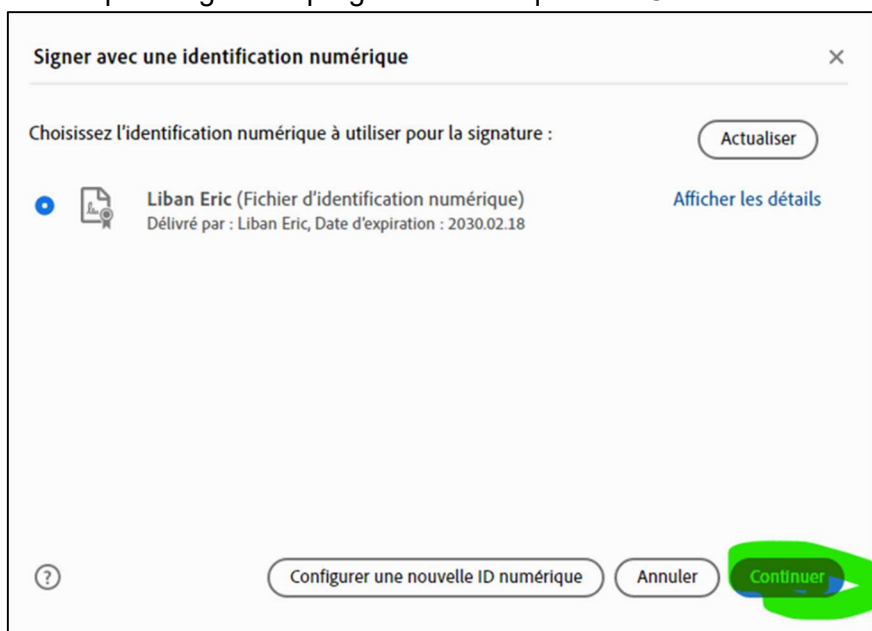 Signer avec une identification numérique
Choisissez l'identification numérique à utiliser pour la signature :
Actualiser
Liban Eric (Fichier d'identification numérique)
Afficher les détails
Délivré par : Liban Eric, Date d'expiration : 2030.02.18
Configurer une nouvelle ID numérique
Annuler
Continuer